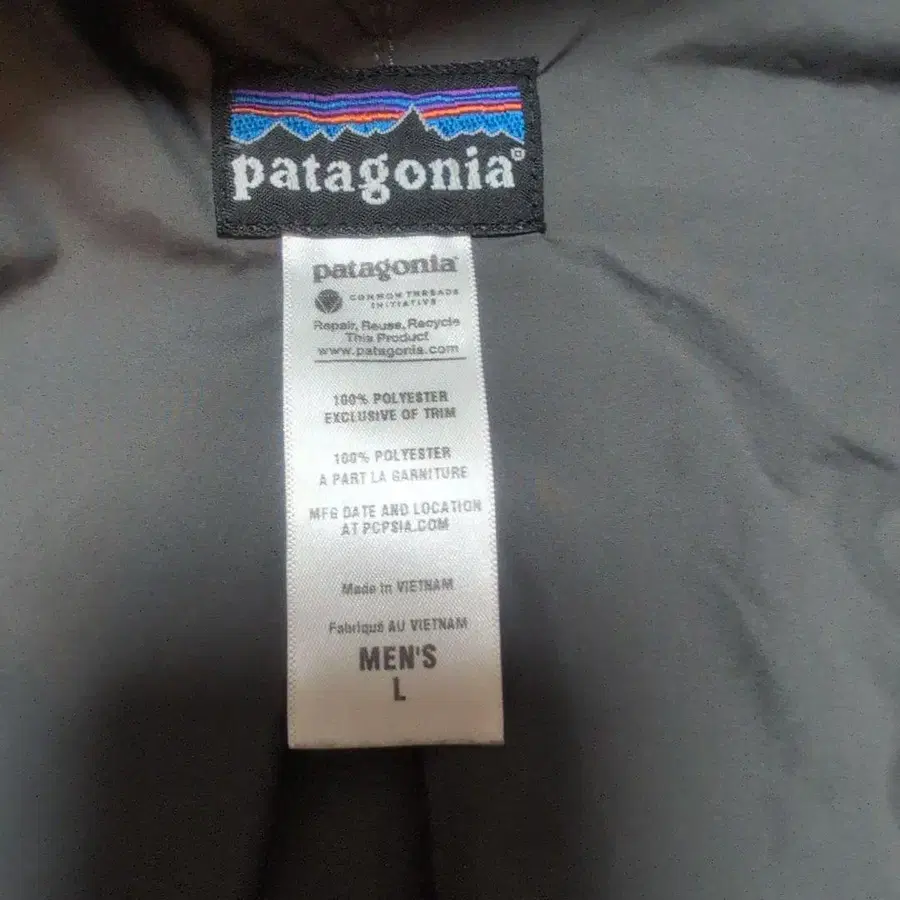 patagonia®
patagonia®
COMMON THREADS
INITIATIVE
Repair, Reuse, Recycle
This Product
www.patagonia.com
100% POLYESTER
EXCLUSIVE OF TRIM
100% POLYESTER
A PART LA GARNITURE
MFG DATE AND LOCATION
AT PCPSIA.COM
Made in VIETNAM
Fabriqué AU VIETNAM
MEN'S
L